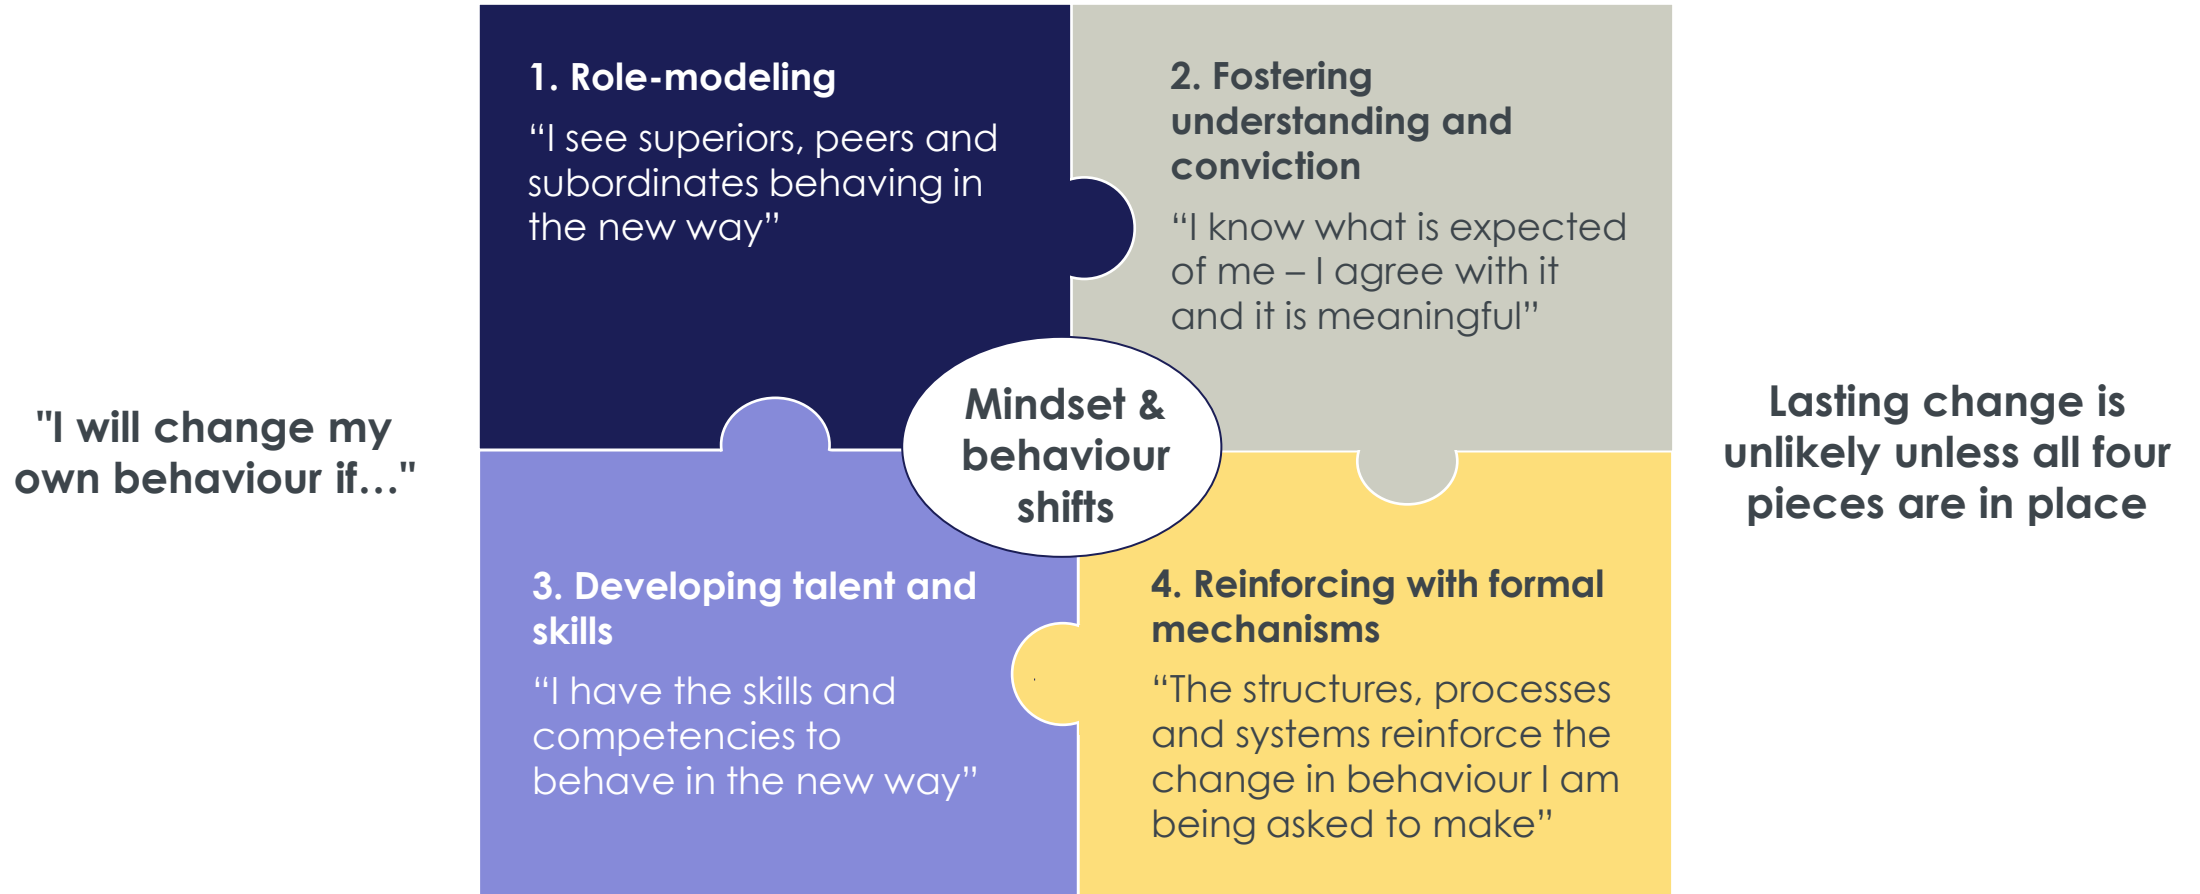 "I will change my
own behaviour if…"
1. Role-modeling
“I see superiors, peers and
subordinates behaving in
the new way”
2. Fostering
understanding and
conviction
“I know what is expected
of me – I agree with it
and it is meaningful”
Mindset &
behaviour
shifts
3. Developing talent and
skills
“I have the skills and
competencies to
behave in the new way”
4. Reinforcing with formal
mechanisms
“The structures, processes
and systems reinforce the
change in behaviour I am
being asked to make”
Lasting change is
unlikely unless all four
pieces are in place